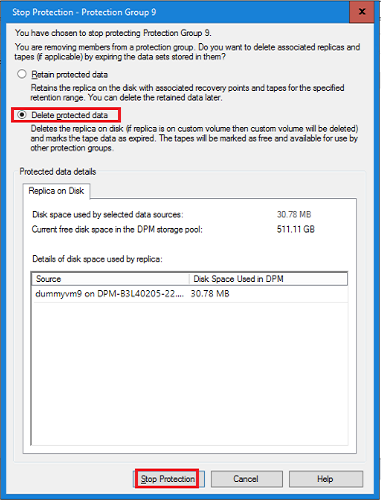 Stop Protection - Protection Group 9
You have chosen to stop protecting Protection Group 9.
You are removing members from a protection group. Do you want to delete associated replicas and
tapes (if applicable) by expiring the data sets stored in them?
Retain protected data
Retains the replica on the disk with associated recovery points and tapes for the specified
retention range. You can delete the retained data later.
Delete protected data
Deletes the replica on disk (if replica is on custom volume then custom volume will be deleted)
and marks the tape data as expired. The tapes will be marked as free and available for use by
other protection groups.
Protected data details
Replica on Disk
Disk space used by selected data sources: 30.78 MB
Current free disk space in the DPM storage pool: 511.11 GB
Details of disk space used by replica:
Source Disk Space Used in DPM
dummyvm9 on DPM-B3L40205-22.... 30.78 MB
Stop Protection Cancel Help